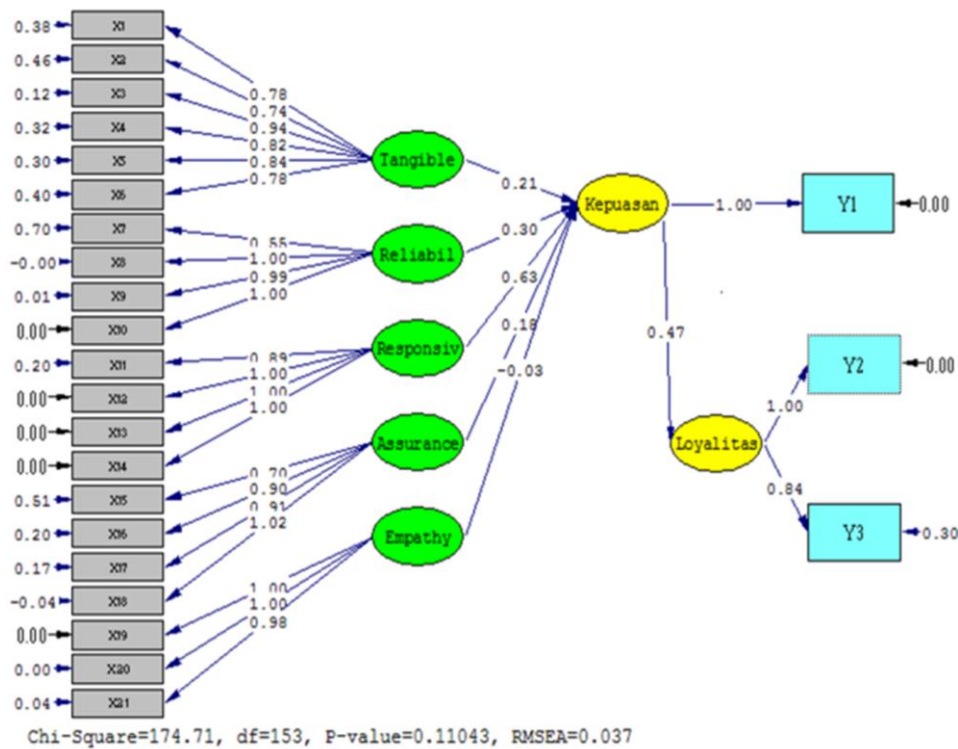 0.38 X1
0.46 X2
0.12 X3
0.32 X4
0.30 X5
0.40 X6
0.70 X7
-0.00 X8
0.01 X9
0.00 X10
0.20 X11
0.00 X12
0.00 X13
0.00 X14
0.51 X15
0.20 X16
0.17 X17
-0.04 X18
0.00 X19
0.00 X20
0.04 X21
0.78
0.74
0.94
0.82
0.84
0.78
0.55
1.00
0.99
1.00
0.89
1.00
1.00
1.00
0.70
0.90
0.91
1.02
1.00
1.00
0.98
Tangible
Reliabil
Responsiv
Assurance
Empathy
0.21
0.30
0.63
0.18
-0.03
Kepuasan
0.47
Loyalitas
1.00
1.00
0.84
Y1 0.00
Y2 0.00
Y3 0.30
Chi-Square=174.71, df=153, P-value=0.11043, RMSEA=0.037